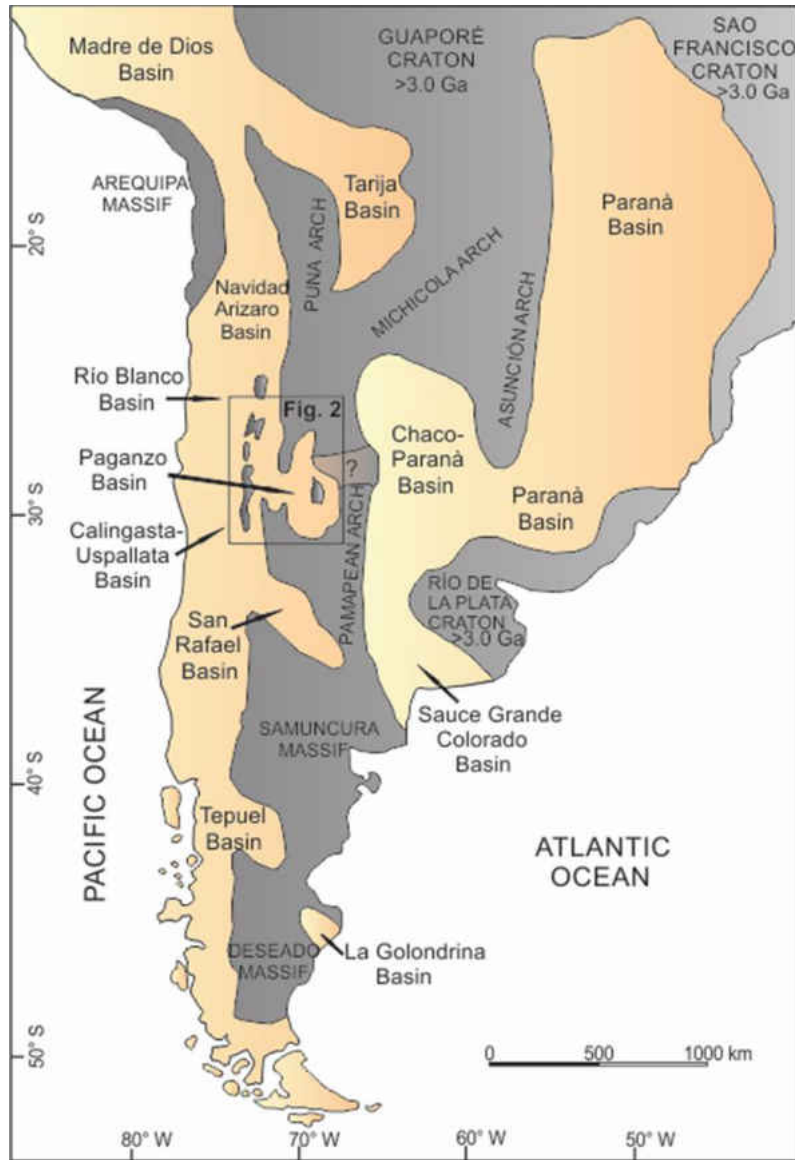 Madre de Dios
Basin
GUAPORÉ
CRATON
>3.0 Ga
SAO
FRANCISCO
CRATON
>3.0 Ga
AREQUIPA
MASSIF
Tarija
Basin
Paranà
Basin
20° S
PUNA ARCH
MICHICOLA ARCH
Navidad
Arizaro
Basin
ASUNCIÓN ARCH
Río Blanco
Basin
Fig. 2
Chaco-
Paranà
Basin
Paganzo
Basin
?
Paranà
Basin
30° S
Calingasta-
Uspallata
Basin
PAMAPEAN ARCH
RÍO DE
LA PLATA
CRATON
>3.0 Ga
San
Rafael
Basin
Sauce Grande
Colorado
Basin
SAMUNCURA
MASSIF
PACIFIC OCEAN
40° S
Tepuel
Basin
ATLANTIC
OCEAN
DESEADO
MASSIF
La Golondrina
Basin
50° S
0 500 1000 km
80° W 70° W 60° W 50° W